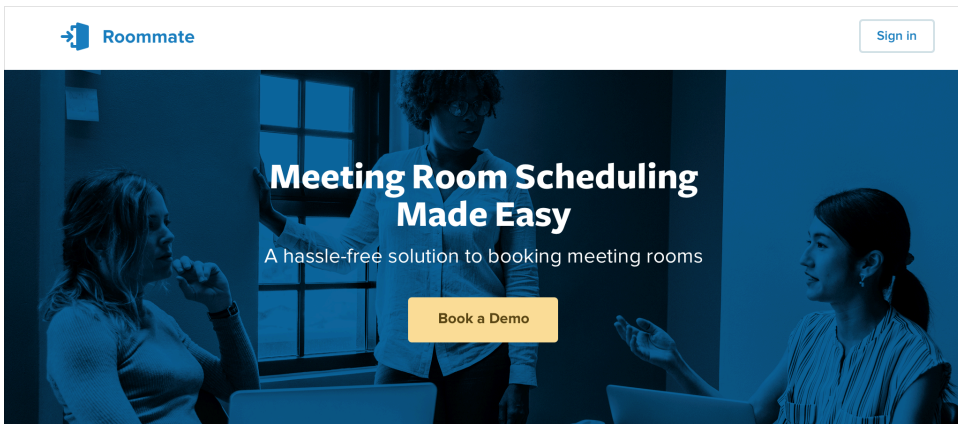 Roommate
Sign in
Meeting Room Scheduling
Made Easy
A hassle-free solution to booking meeting rooms
Book a Demo